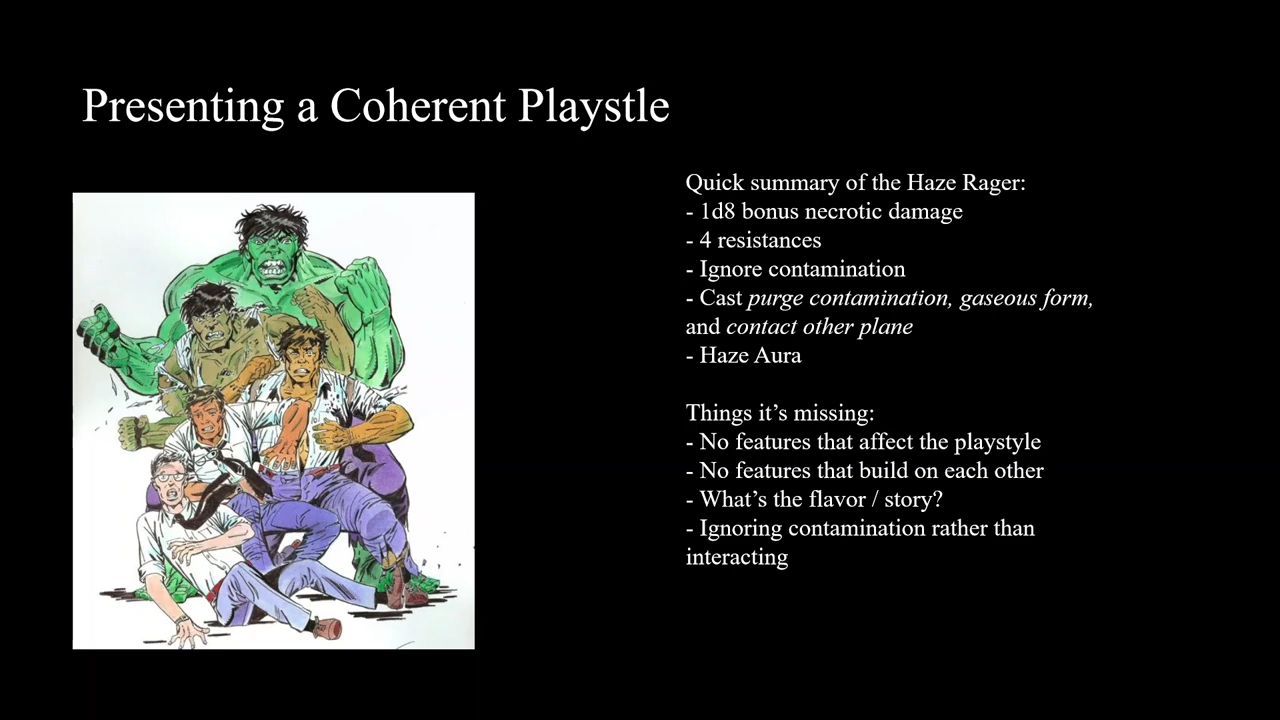 Presenting a Coherent Playstle
Quick summary of the Haze Rager:
- 1d8 bonus necrotic damage
- 4 resistances
- Ignore contamination
- Cast purge contamination, gaseous form,
and contact other plane
- Haze Aura
Things it’s missing:
- No features that affect the playstyle
- No features that build on each other
- What’s the flavor / story?
- Ignoring contamination rather than
interacting